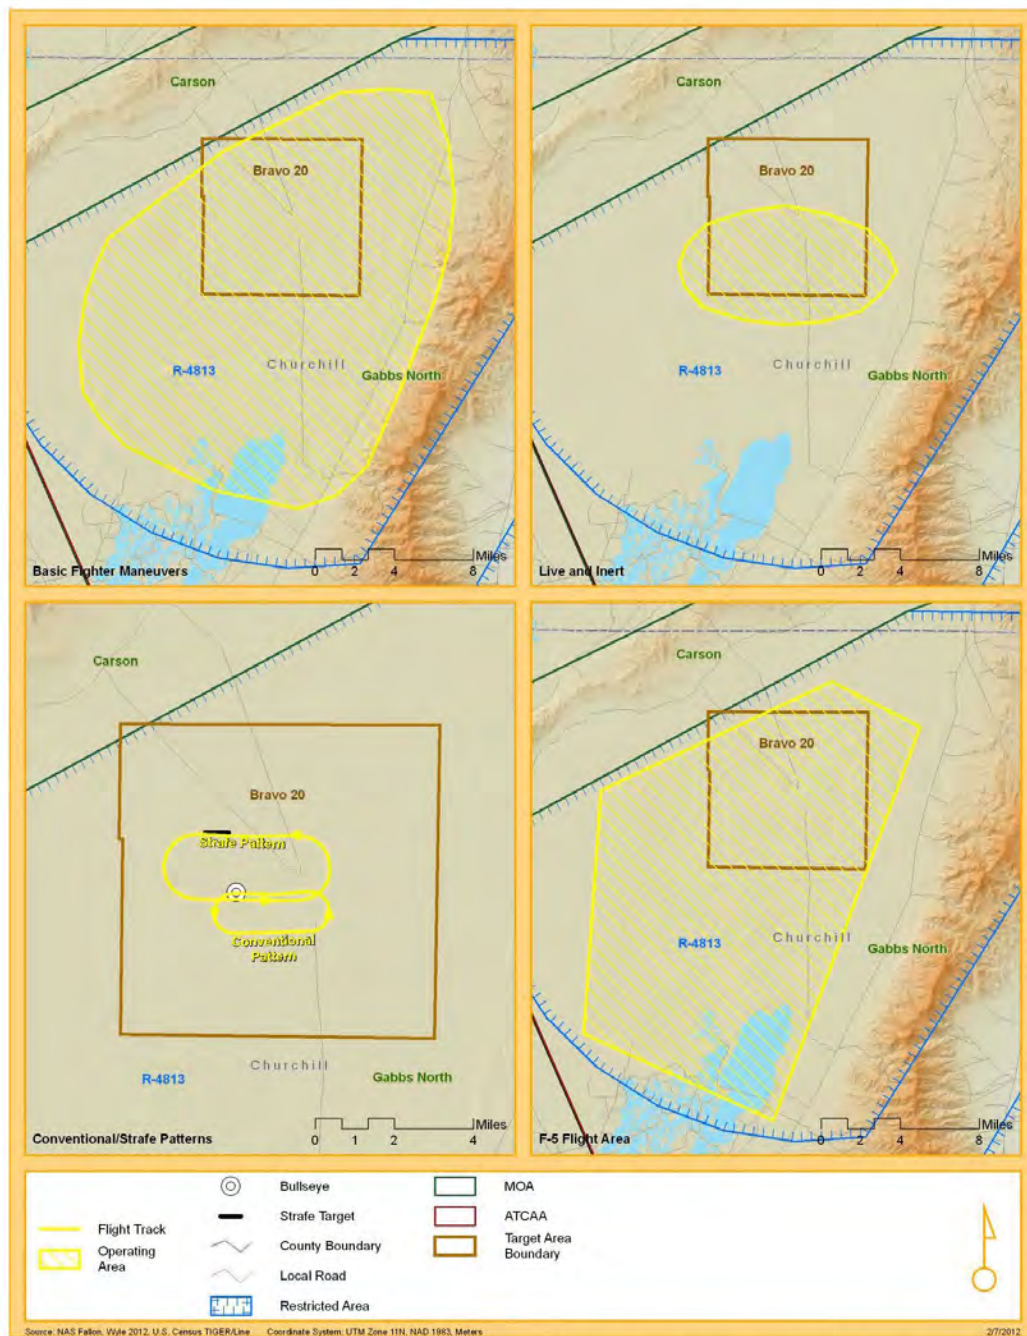 Carson
Bravo 20
R-4813
Churchill
Gabbs North
Miles
0 2 4 8
Basic Fighter Maneuvers
Carson
Bravo 20
R-4813
Churchill
Gabbs North
Miles
0 2 4 8
Live and Inert
Carson
Bravo 20
Strafe Pattern
Conventional
Pattern
Churchill
R-4813
Gabbs North
Miles
0 1 2 4
Conventional/Strafe Patterns
Carson
Bravo 20
R-4813
Churchill
Gabbs North
Miles
0 2 4 8
F-5 Flight Area
Flight Track
Operating
Area
Bullseye
Strafe Target
County Boundary
Local Road
Restricted Area
MOA
ATCAA
Target Area
Boundary
Source: NAS Fallon, Wyle 2012, U.S. Census TIGER/Line Coordinate System: UTM Zone 11N, NAD 1983, Meters 2/7/2012